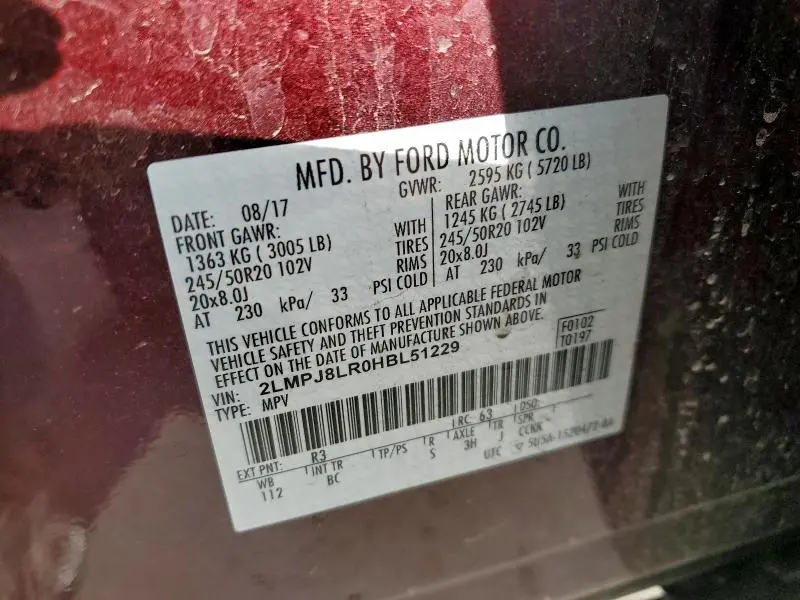 MFD. BY FORD MOTOR CO.
DATE: 08/17 GVWR: 2595 KG ( 5720 LB)
FRONT GAWR: REAR GAWR:
1363 KG ( 3005 LB) WITH 1245 KG ( 2745 LB) WITH
245/50R20 102V TIRES 245/50R20 102V TIRES
20x8.0J RIMS 20x8.0J RIMS
AT 230 kPa/ 33 PSI COLD AT 230 kPa/ 33 PSI COLD
THIS VEHICLE CONFORMS TO ALL APPLICABLE FEDERAL MOTOR
VEHICLE SAFETY AND THEFT PREVENTION STANDARDS IN
EFFECT ON THE DATE OF MANUFACTURE SHOWN ABOVE.
VIN: 2LMPJ8LR0HBL51229
F0102
T0197
TYPE: MPV
RC: 63 DSO:
EXT PNT: R3
WB INT TR TP/PS R AXLE TR SPR
112 BC S 3H J CCKK
UTC